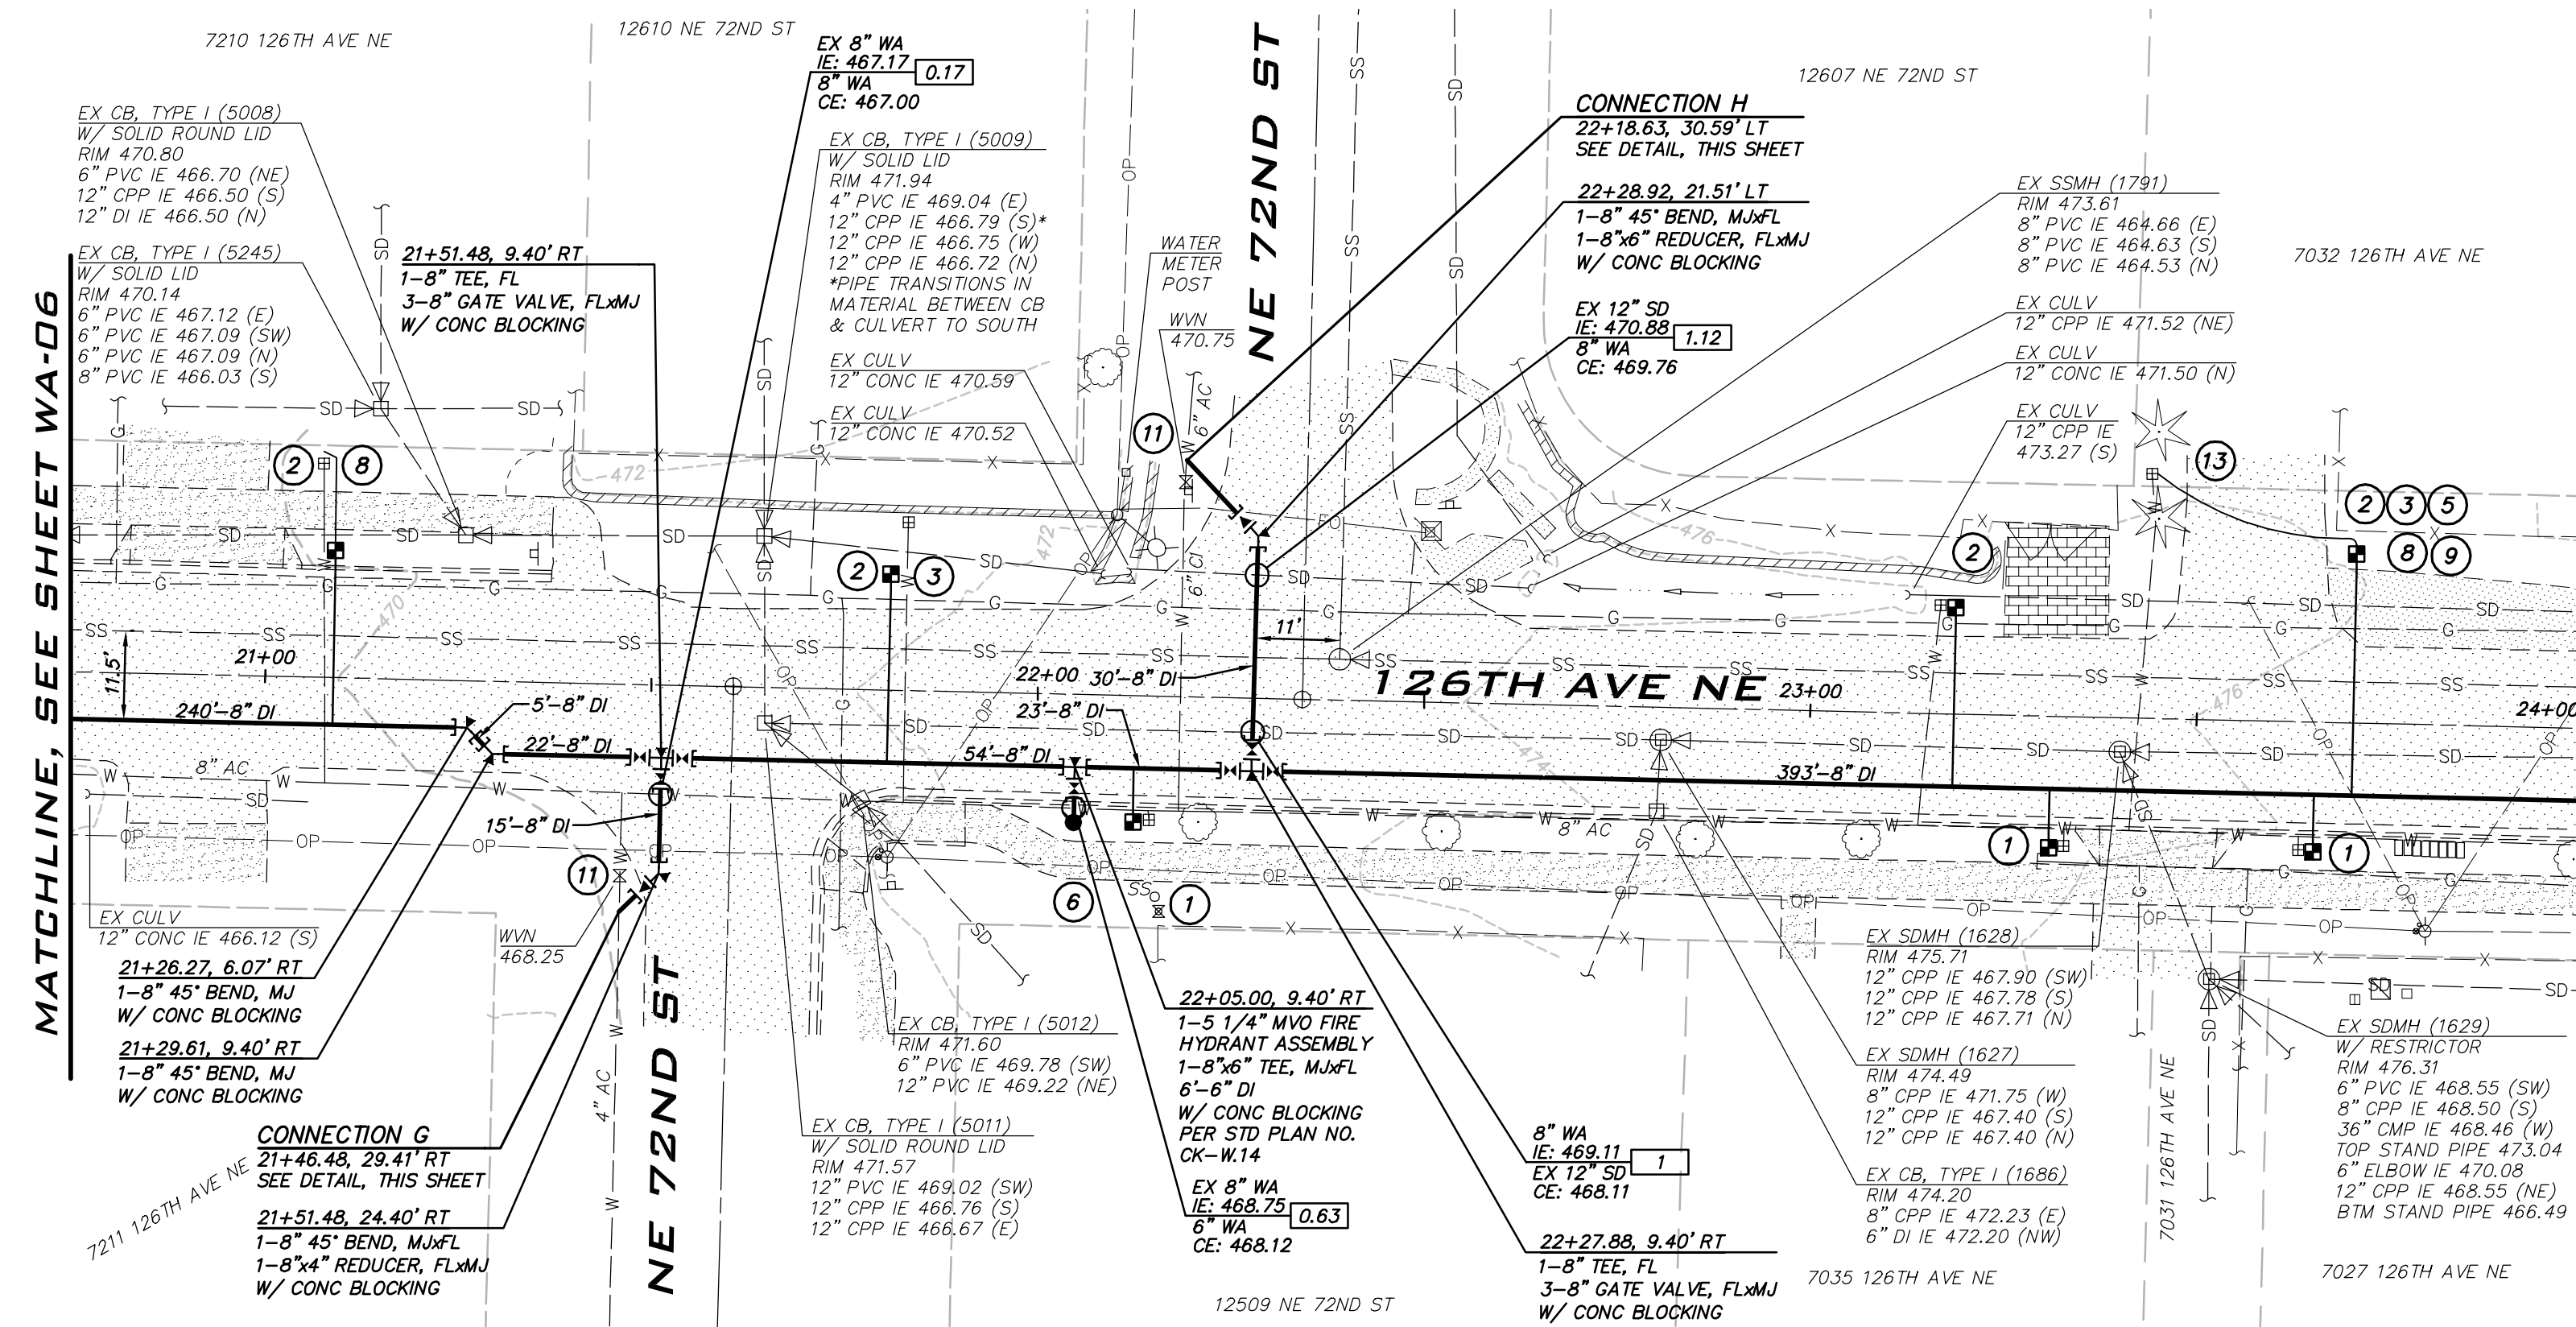 7210 126TH AVE NE
12610 NE 72ND ST
12607 NE 72ND ST
7032 126TH AVE NE
MATCHLINE, SEE SHEET WA-06
EX CB, TYPE I (5008)
W/ SOLID ROUND LID
RIM 470.80
6" PVC IE 466.70 (NE)
12" CPP IE 466.50 (S)
12" DI IE 466.50 (N)
EX CB, TYPE I (5245)
W/ SOLID LID
RIM 470.14
6" PVC IE 467.12 (E)
6" PVC IE 467.09 (SW)
6" PVC IE 467.09 (N)
8" PVC IE 466.03 (S)
21+51.48, 9.40' RT
1-8" TEE, FL
3-8" GATE VALVE, FLxMJ
W/ CONC BLOCKING
EX 8" WA
IE: 467.17
0.17
8" WA
CE: 467.00
EX CB, TYPE I (5009)
W/ SOLID LID
RIM 471.94
4" PVC IE 469.04 (E)
12" CPP IE 466.79 (S)*
12" CPP IE 466.75 (W)
12" CPP IE 466.72 (N)
*PIPE TRANSITIONS IN
MATERIAL BETWEEN CB
& CULVERT TO SOUTH
EX CULV
12" CONC IE 470.59
EX CULV
12" CONC IE 470.52
WATER
METER
POST
WVN
470.75
NE 72ND ST
CONNECTION H
22+18.63, 30.59' LT
SEE DETAIL, THIS SHEET
22+28.92, 21.51' LT
1-8" 45° BEND, MJxFL
1-8"x6" REDUCER, FLxMJ
W/ CONC BLOCKING
EX 12" SD
IE: 470.88
1.12
8" WA
CE: 469.76
EX SSMH (1791)
RIM 473.61
8" PVC IE 464.66 (E)
8" PVC IE 464.63 (S)
8" PVC IE 464.53 (N)
EX CULV
12" CPP IE 471.52 (NE)
EX CULV
12" CONC IE 471.50 (N)
EX CULV
12" CPP IE
473.27 (S)
2
8
11
2
3
2
13
2 3 5
8 9
472
472
476
470
474
476
6" AC
6" CI
11.5'
21+00
22+00
11'
30'-8" DI
126TH AVE NE
23+00
24+00
240'-8" DI
5'-8" DI
22'-8" DI
54'-8" DI
23'-8" DI
393'-8" DI
8" AC
8" AC
15'-8" DI
11
6
1
1
1
EX CULV
12" CONC IE 466.12 (S)
21+26.27, 6.07' RT
1-8" 45° BEND, MJ
W/ CONC BLOCKING
21+29.61, 9.40' RT
1-8" 45° BEND, MJ
W/ CONC BLOCKING
CONNECTION G
21+46.48, 29.41' RT
SEE DETAIL, THIS SHEET
21+51.48, 24.40' RT
1-8" 45° BEND, MJxFL
1-8"x4" REDUCER, FLxMJ
W/ CONC BLOCKING
7211 126TH AVE NE
WVN
468.25
4" AC
NE 72ND ST
EX CB, TYPE I (5012)
RIM 471.60
6" PVC IE 469.78 (SW)
12" PVC IE 469.22 (NE)
EX CB, TYPE I (5011)
W/ SOLID ROUND LID
RIM 471.57
12" PVC IE 469.02 (SW)
12" CPP IE 466.76 (S)
12" CPP IE 466.67 (E)
22+05.00, 9.40' RT
1-5 1/4" MVO FIRE
HYDRANT ASSEMBLY
1-8"x6" TEE, MJxFL
6'-6" DI
W/ CONC BLOCKING
PER STD PLAN NO.
CK-W.14
EX 8" WA
IE: 468.75
0.63
6" WA
CE: 468.12
12509 NE 72ND ST
8" WA
IE: 469.11
1
EX 12" SD
CE: 468.11
22+27.88, 9.40' RT
1-8" TEE, FL
3-8" GATE VALVE, FLxMJ
W/ CONC BLOCKING
EX SDMH (1628)
RIM 475.71
12" CPP IE 467.90 (SW)
12" CPP IE 467.78 (S)
12" CPP IE 467.71 (N)
EX SDMH (1627)
RIM 474.49
8" CPP IE 471.75 (W)
12" CPP IE 467.40 (S)
12" CPP IE 467.40 (N)
EX CB, TYPE I (1686)
RIM 474.20
8" CPP IE 472.23 (E)
6" DI IE 472.20 (NW)
7035 126TH AVE NE
7031 126TH AVE NE
EX SDMH (1629)
W/ RESTRICTOR
RIM 476.31
6" PVC IE 468.55 (SW)
8" CPP IE 468.50 (S)
36" CMP IE 468.46 (W)
TOP STAND PIPE 473.04
6" ELBOW IE 470.08
12" CPP IE 468.55 (NE)
BTM STAND PIPE 466.49
7027 126TH AVE NE